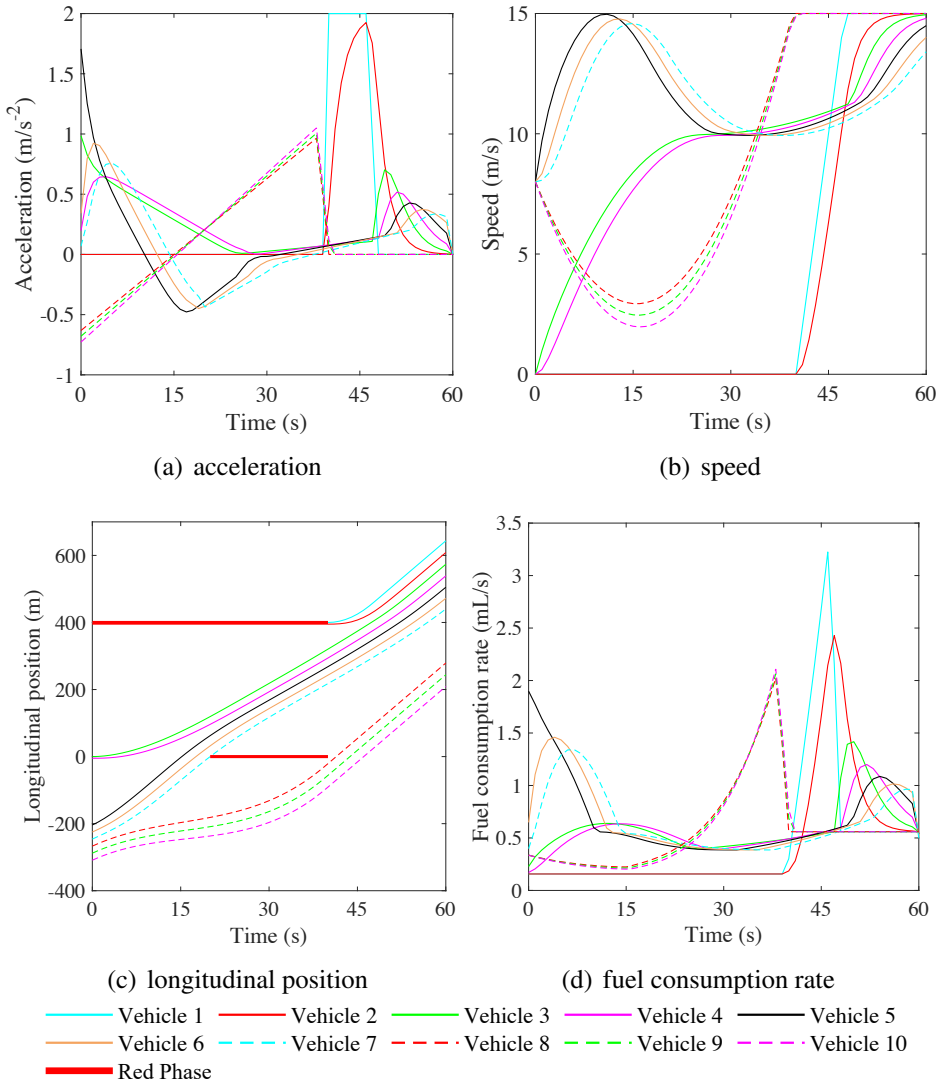 2
1.5
1
0.5
0
-0.5
-1
0 15 30 45 60
Acceleration (m/s⁻²)
Time (s)
(a) acceleration
15
10
5
0
0 15 30 45 60
Speed (m/s)
Time (s)
(b) speed
600
400
200
0
-200
-400
0 15 30 45 60
Longitudinal position (m)
Time (s)
(c) longitudinal position
3.5
3
2.5
2
1.5
1
0.5
0
0 15 30 45 60
Fuel consumption rate (mL/s)
Time (s)
(d) fuel consumption rate
Vehicle 1 Vehicle 2 Vehicle 3 Vehicle 4 Vehicle 5
Vehicle 6 Vehicle 7 Vehicle 8 Vehicle 9 Vehicle 10
Red Phase